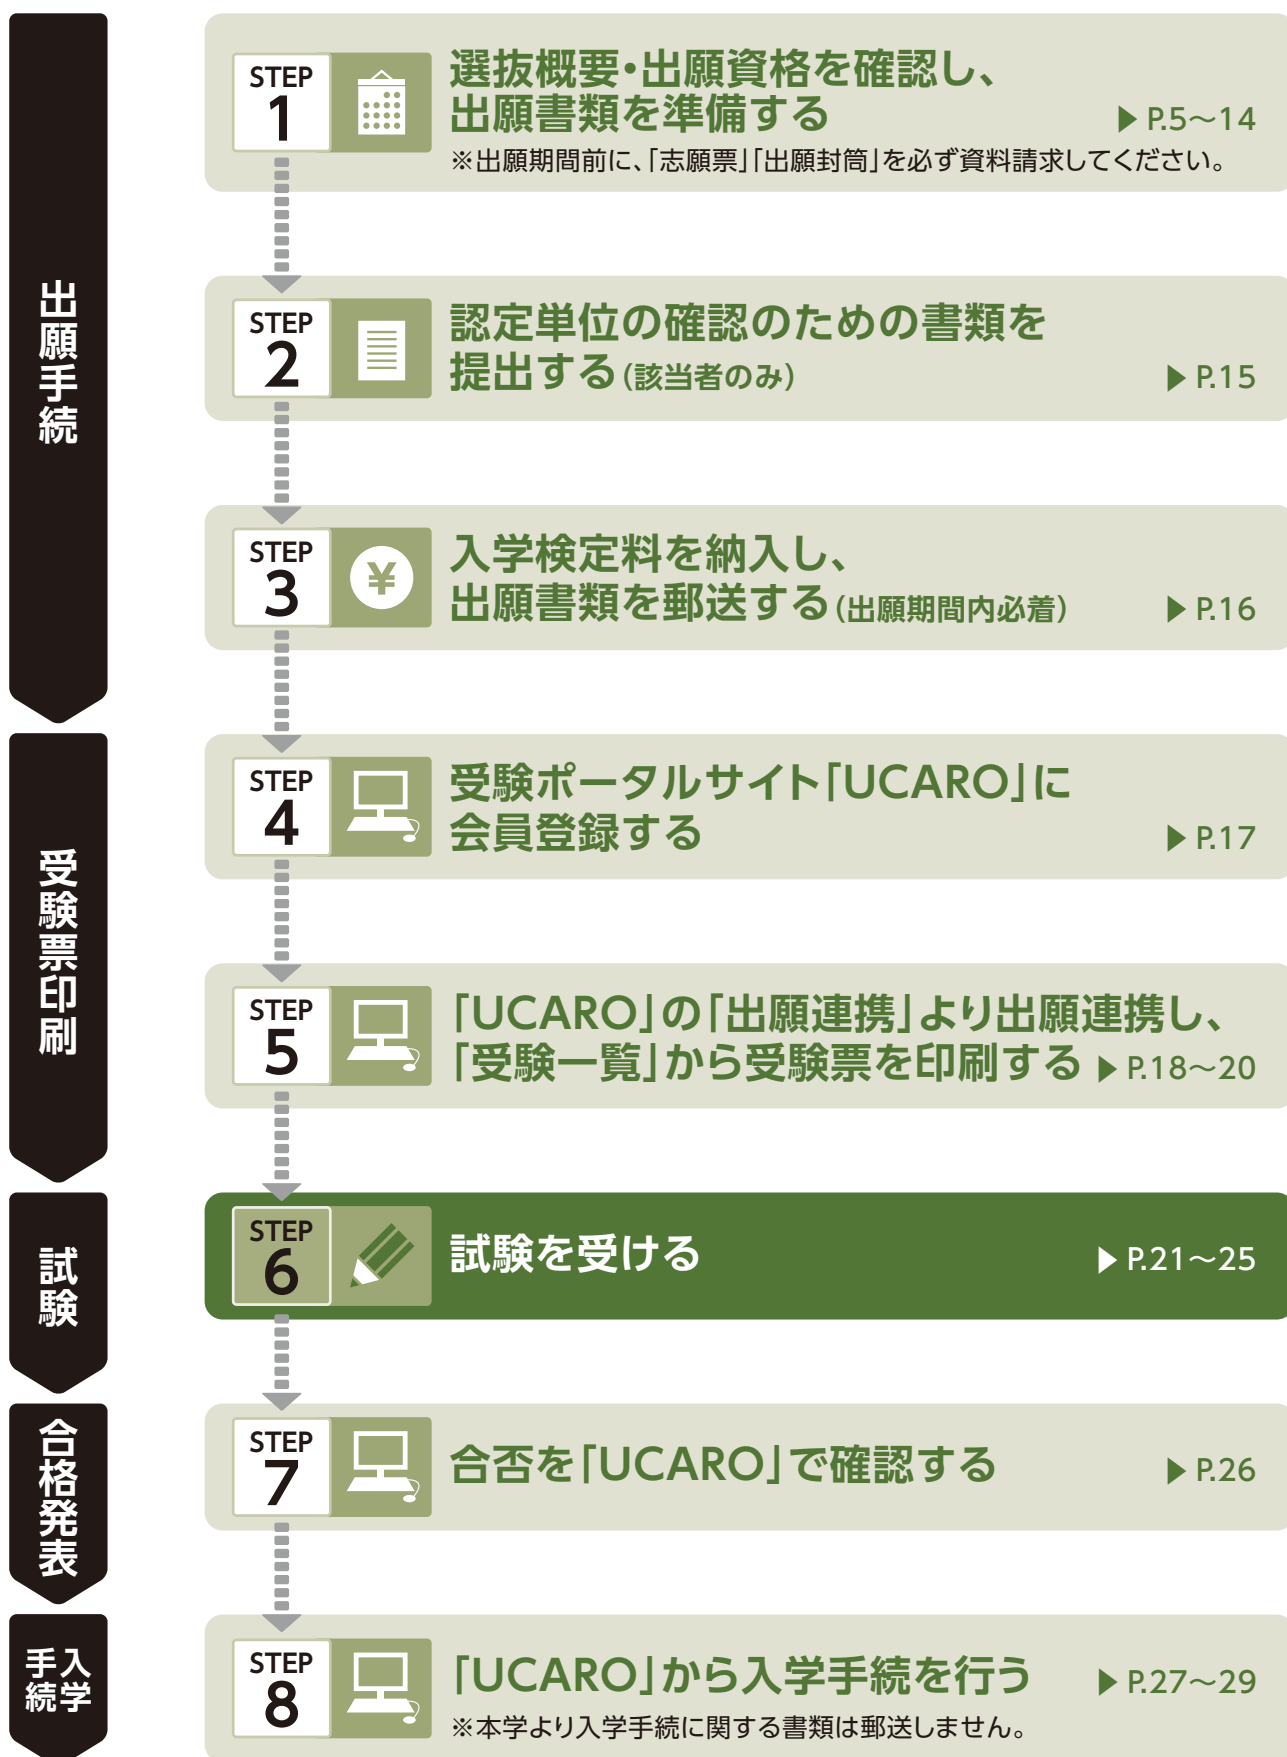 出願手続
STEP
1
選抜概要・出願資格を確認し、
出願書類を準備する
▶ P.5～14
※出願期間前に、「志願票」「出願封筒」を必ず資料請求してください。
STEP
2
認定単位の確認のための書類を
提出する（該当者のみ）
▶ P.15
STEP
3
¥
入学検定料を納入し、
出願書類を郵送する（出願期間内必着）
▶ P.16
受験票印刷
STEP
4
受験ポータルサイト「UCARO」に
会員登録する
▶ P.17
STEP
5
「UCARO」の「出願連携」より出願連携し、
「受験一覧」から受験票を印刷する ▶ P.18～20
試験
STEP
6
試験を受ける
▶ P.21～25
合格発表
STEP
7
合否を「UCARO」で確認する
▶ P.26
入学
手続
STEP
8
「UCARO」から入学手続を行う
▶ P.27～29
※本学より入学手続に関する書類は郵送しません。